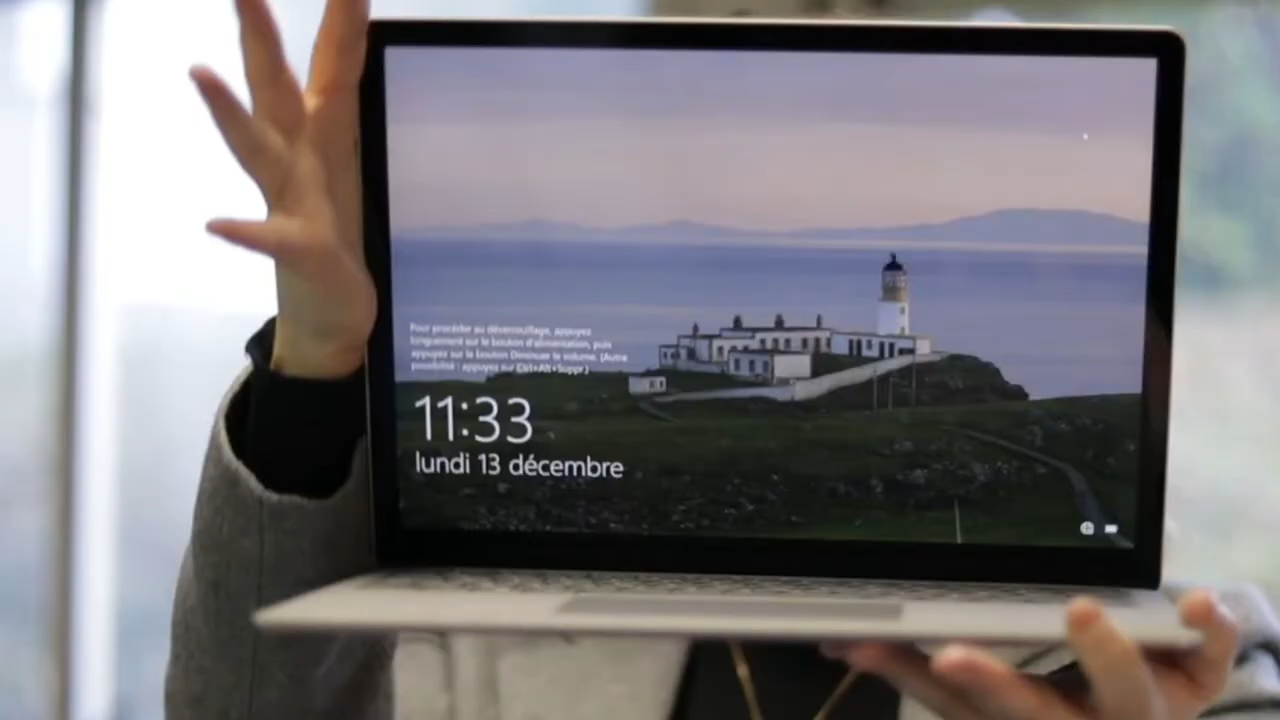 Pour procéder au déverrouillage, appuyez
longuement sur le bouton d'alimentation, puis
appuyez sur le bouton Diminuer le volume. (Autre
possibilité : appuyez sur Ctrl+Alt+Suppr.)
11:33
lundi 13 décembre